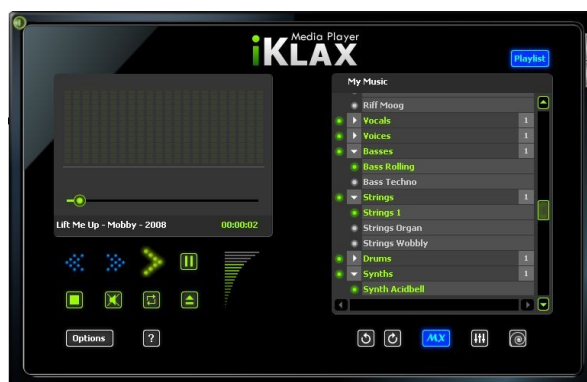 Media Player
iKLAX
Playlist
My Music
Riff Moog
Vocals 1
Voices 1
Basses 1
Bass Rolling
Bass Techno
Strings 1
Strings 1
Strings Organ
Strings Wobbly
Drums 1
Synths 1
Synth Acidbell
Lift Me Up - Mobby - 2008 00:00:02
Options ?
MX